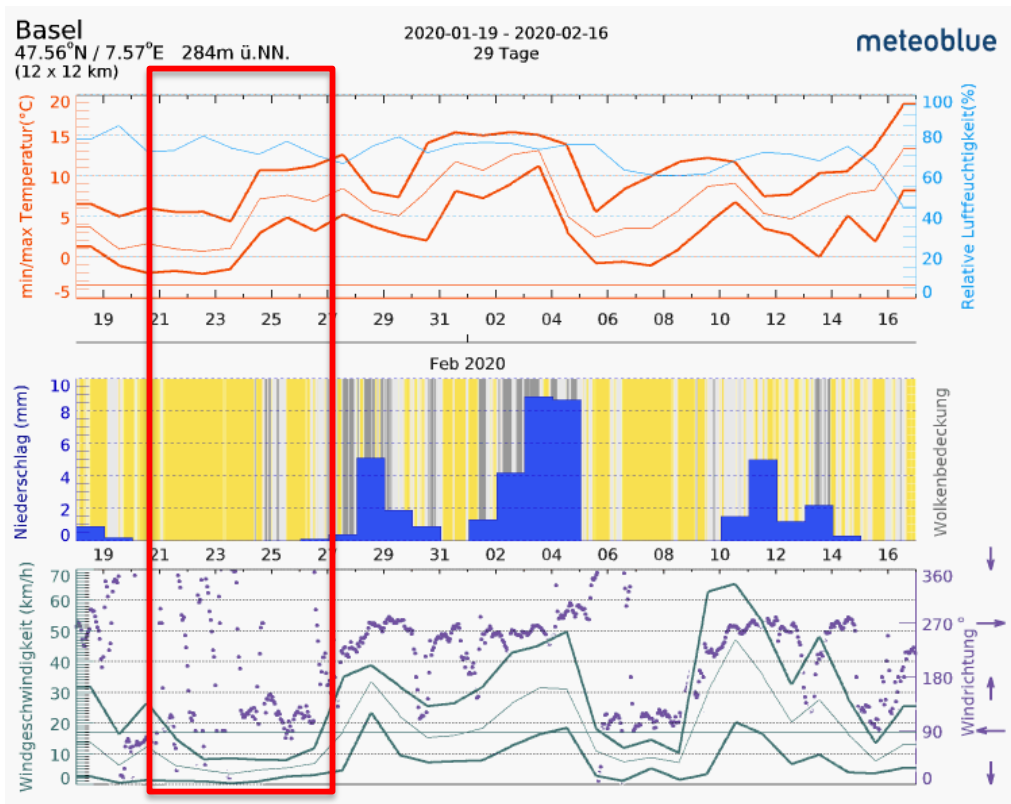 Basel
47.56°N / 7.57°E 284m ü.NN.
(12 x 12 km)
2020-01-19 - 2020-02-16
29 Tage
meteoblue
min/max Temperatur(°C)
20
15
10
5
0
-5
100
80
60
40
20
0
Relative Luftfeuchtigkeit(%)
19 21 23 25 27 29 31 02 04 06 08 10 12 14 16
Feb 2020
Niederschlag (mm)
10
8
6
4
2
0
Wolkenbedeckung
19 21 23 25 27 29 31 02 04 06 08 10 12 14 16
Windgeschwindigkeit (km/h)
70
60
50
40
30
20
10
0
360
270
180
90
0
Windrichtung °